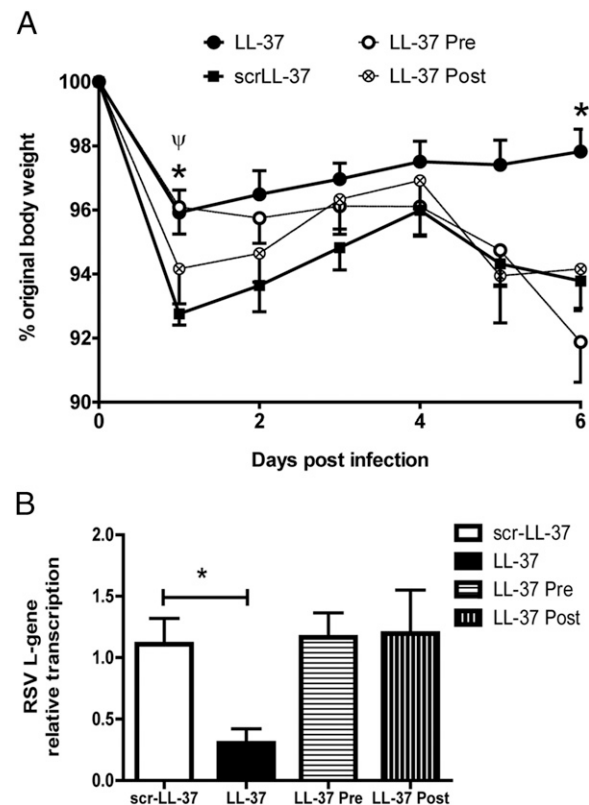 A
LL-37
LL-37 Pre
scrLL-37
LL-37 Post
% original body weight
100
98
96
94
92
90
ψ
*
*
0
2
4
6
Days post infection
B
RSV L-gene
relative transcription
2.0
1.5
1.0
0.5
0.0
*
scr-LL-37
LL-37
LL-37 Pre
LL-37 Post
scr-LL-37
LL-37
LL-37 Pre
LL-37 Post